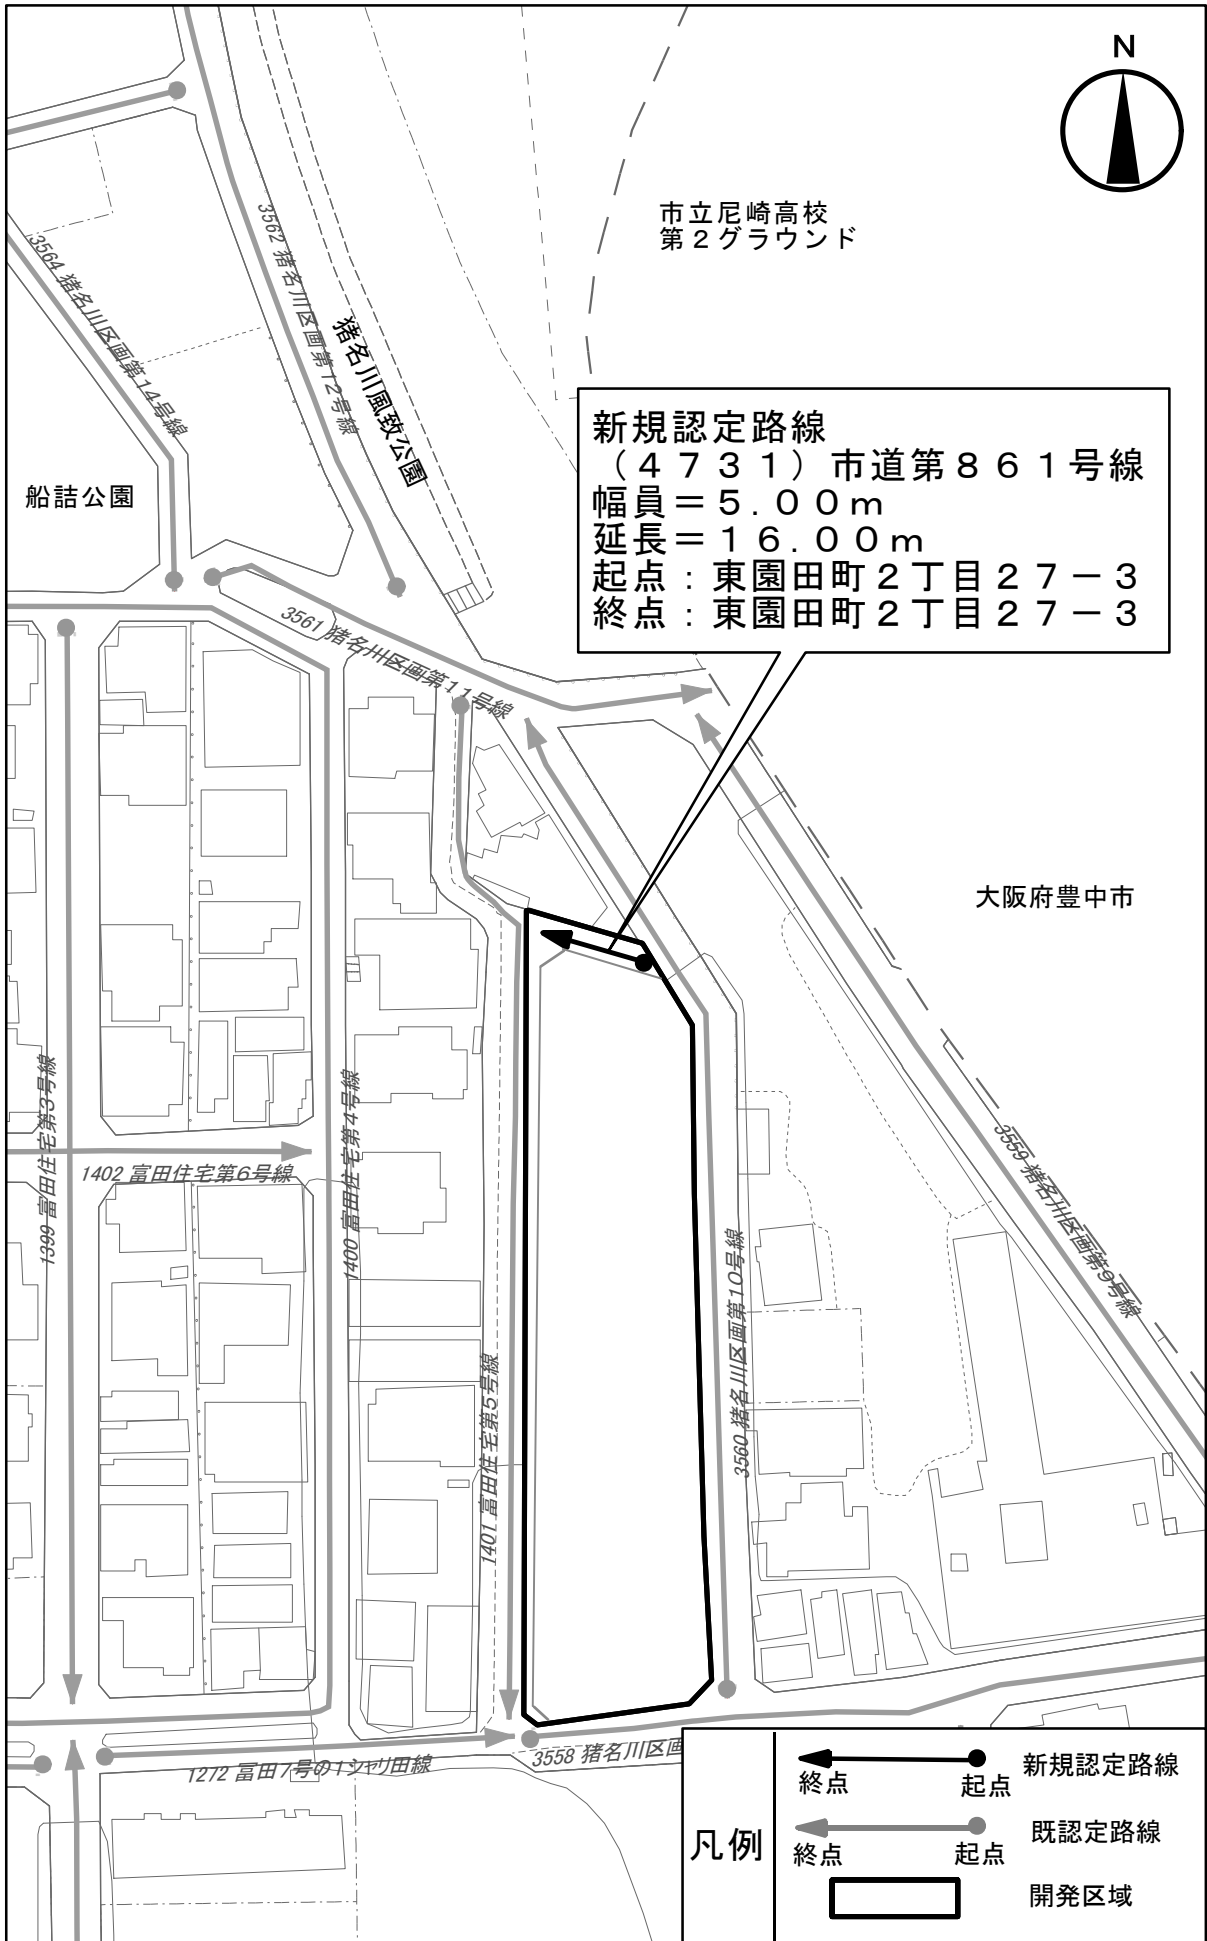 N
市立尼崎高校
第２グラウンド
3562 猪名川区画第12号線
3564 猪名川区画第14号線
猪名川風致公園
新規認定路線
（４７３１）市道第８６１号線
幅員＝５．００ｍ
延長＝１６．００ｍ
起点：東園田町２丁目２７－３
終点：東園田町２丁目２７－３
船詰公園
3561 猪名川区画第11号線
大阪府豊中市
1399 富田住宅第3号線
1400 富田住宅第4号線
1402 富田住宅第6号線
3559 猪名川区画第9号線
3560 猪名川区画第10号線
1401 富田住宅第5号線
3558 猪名川区画
1272 富田7号の1シャリ田線
凡例
終点 起点 新規認定路線
終点 起点 既認定路線
開発区域